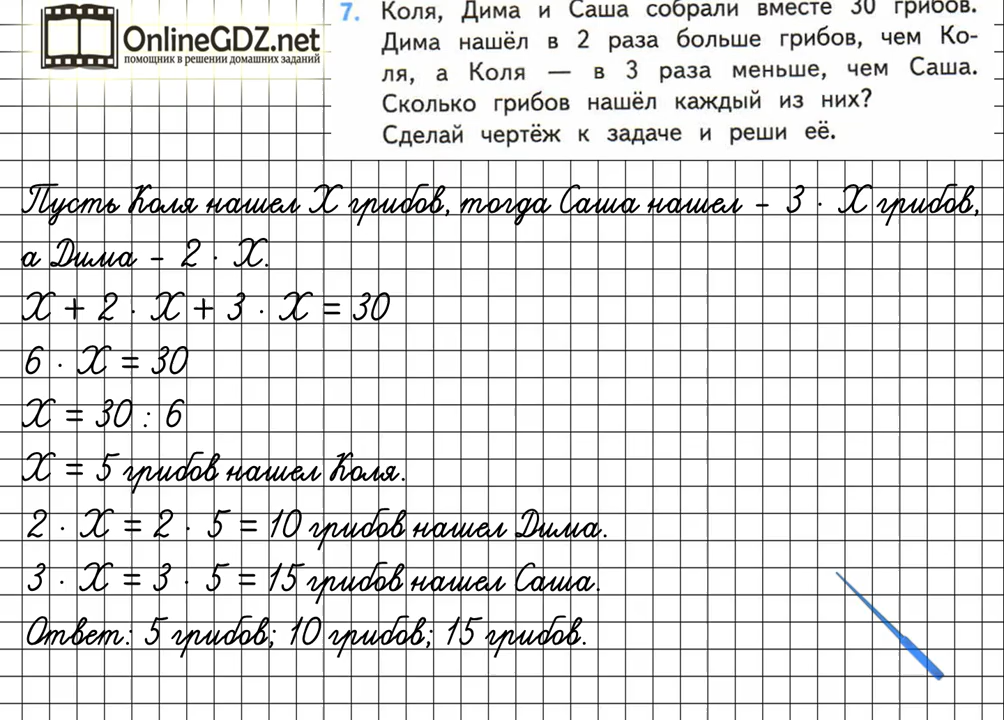 OnlineGDZ.net
помощник в решении домашних заданий
7. Коля, Дима и Саша собрали вместе 30 грибов.
Дима нашёл в 2 раза больше грибов, чем Ко-
ля, а Коля — в 3 раза меньше, чем Саша.
Сколько грибов нашёл каждый из них?
Сделай чертёж к задаче и реши её.
Пусть Коля нашел X грибов, тогда Саша нашел - 3 · X грибов,
а Дима - 2 · X.
X + 2 · X + 3 · X = 30
6 · X = 30
X = 30 : 6
X = 5 грибов нашел Коля.
2 · X = 2 · 5 = 10 грибов нашел Дима.
3 · X = 3 · 5 = 15 грибов нашел Саша.
Ответ: 5 грибов; 10 грибов; 15 грибов.